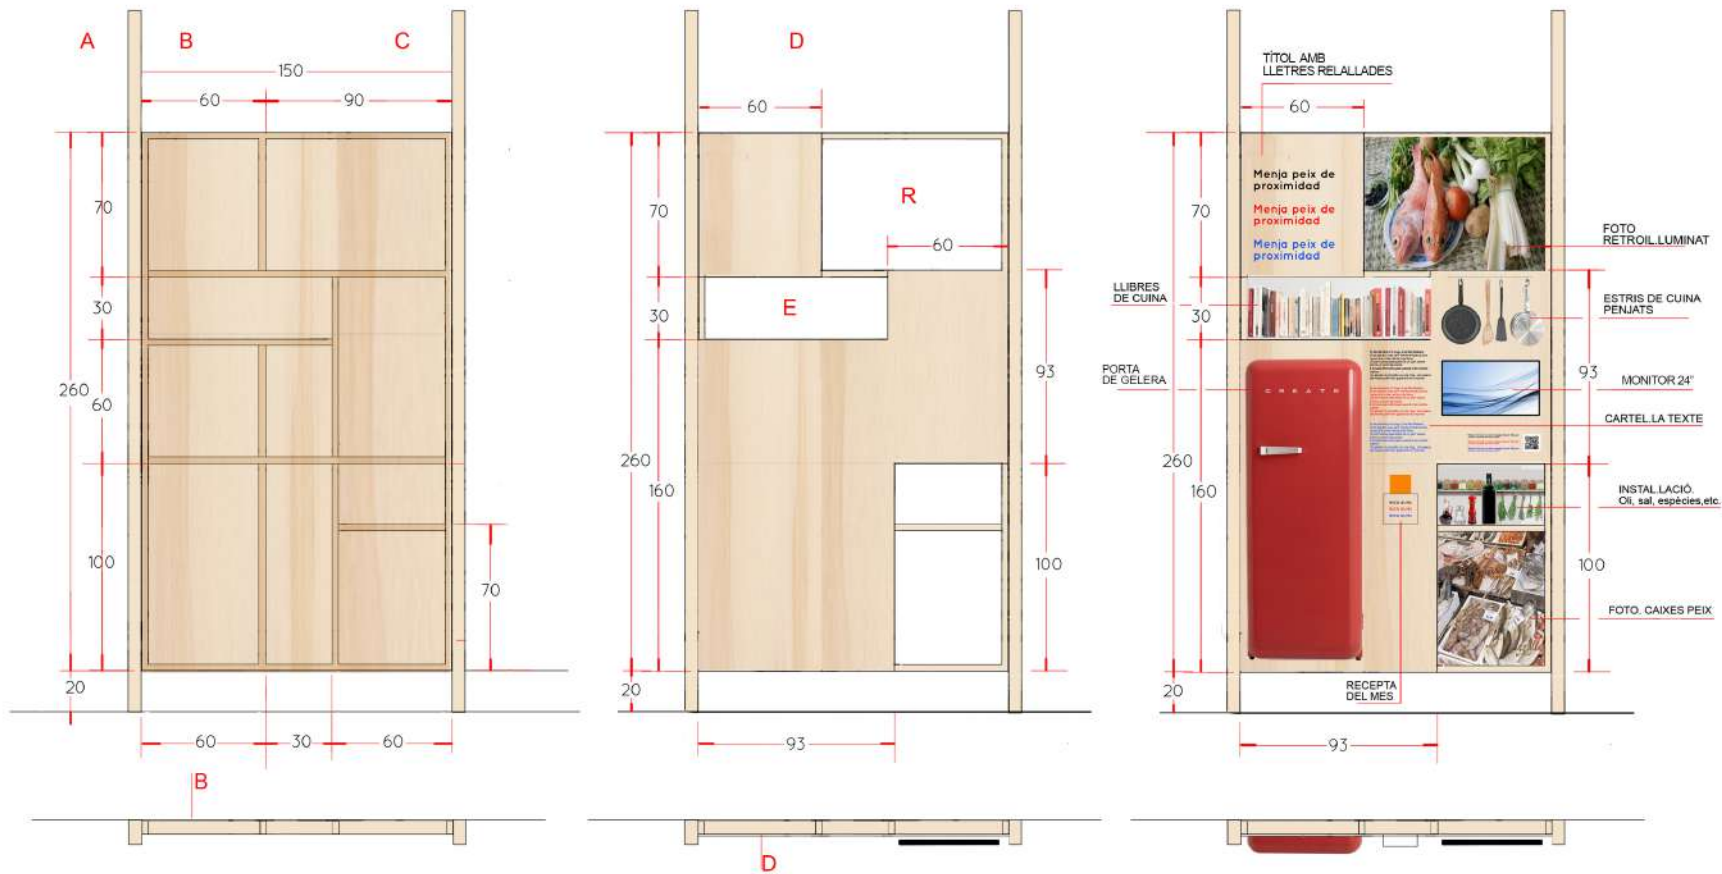 A
B
C
150
60
90
260
70
30
60
100
70
20
60
30
60
B
D
60
R
60
70
E
30
93
260
160
100
20
93
D
TÍTOL AMB
LLETRES RELALLADES
60
Menja peix de
proximidad
Menja peix de
proximidad
Menja peix de
proximidad
70
FOTO
RETROIL.LUMINAT
LLIBRES
DE CUINA
30
ESTRIS DE CUINA
PENJATS
PORTA
DE GELERA
CREATE
93
MONITOR 24"
CARTEL.LA TEXTE
260
160
INSTAL.LACIÓ.
Oli, sal, espècies,etc.
100
FOTO. CAIXES PEIX
RECEPTA
DEL MES
20
93